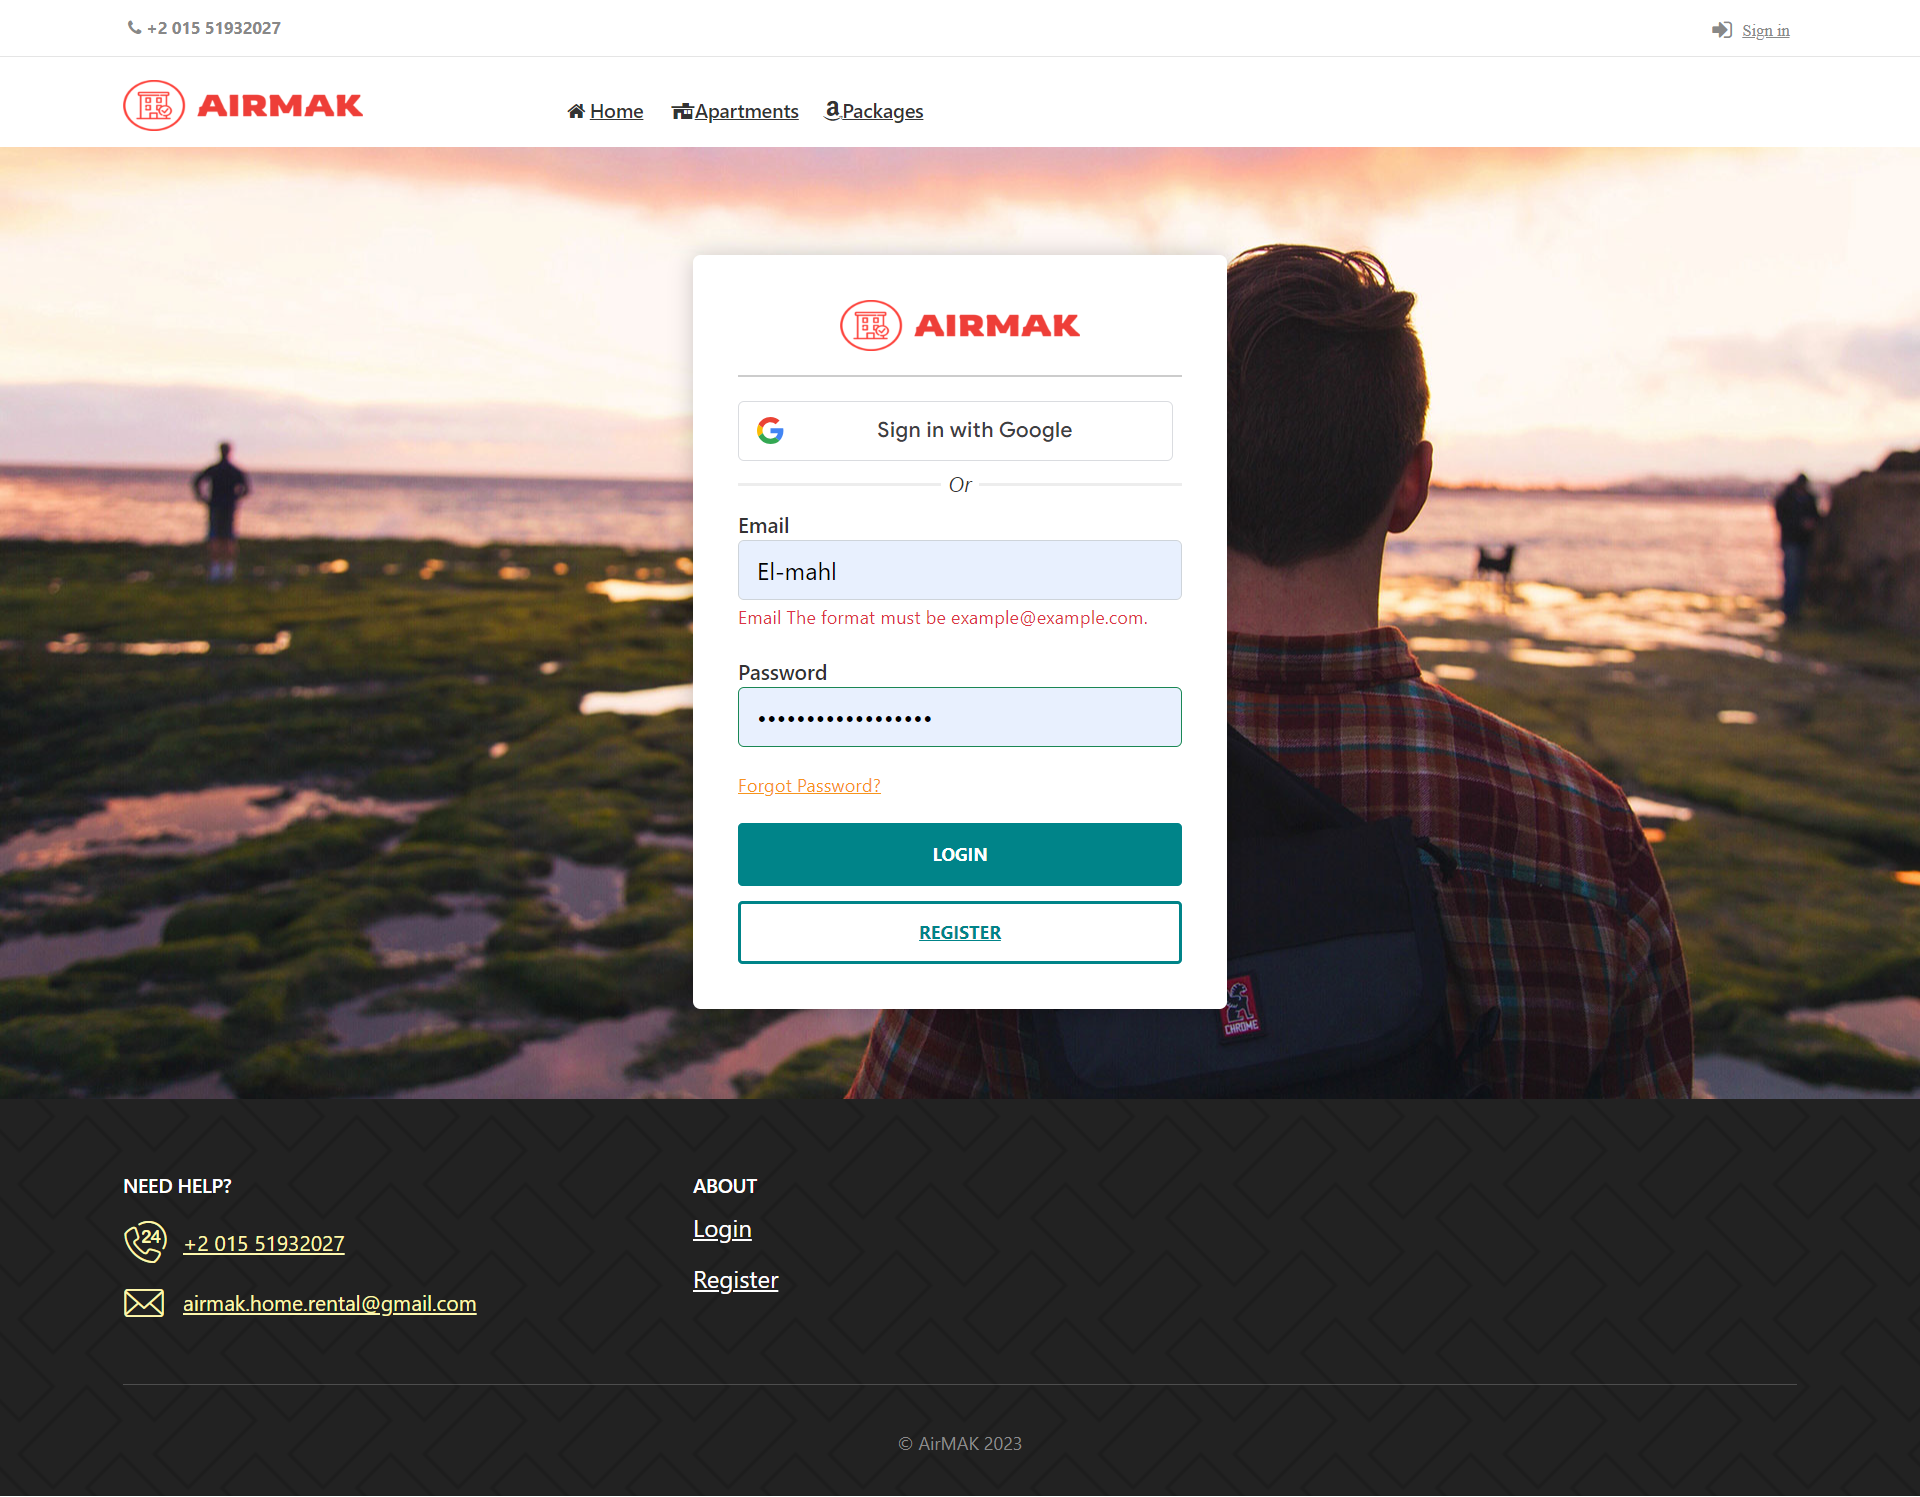 +2 015 51932027
Sign in
AIRMAK
Home
Apartments
Packages
AIRMAK
Sign in with Google
Or
Email
El-mahl
Email The format must be example@example.com.
Password
••••••••••••••••••
Forgot Password?
LOGIN
REGISTER
CHROME
NEED HELP?
24
+2 015 51932027
airmak.home.rental@gmail.com
ABOUT
Login
Register
© AirMAK 2023